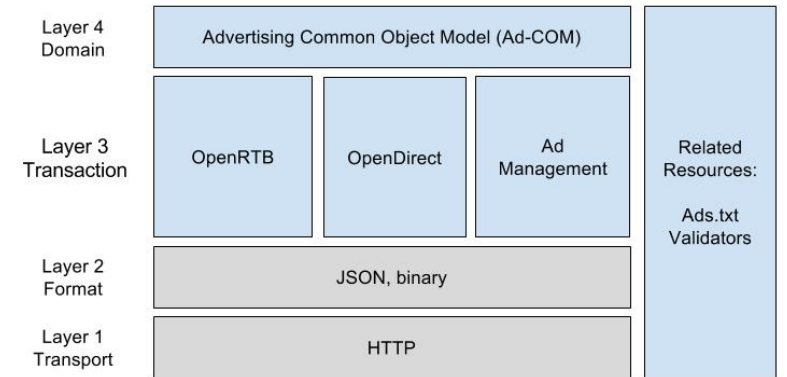 Layer 4
Domain
Advertising Common Object Model (Ad-COM)
Layer 3
Transaction
OpenRTB
OpenDirect
Ad
Management
Related
Resources:
Ads.txt
Validators
Layer 2
Format
JSON, binary
Layer 1
Transport
HTTP